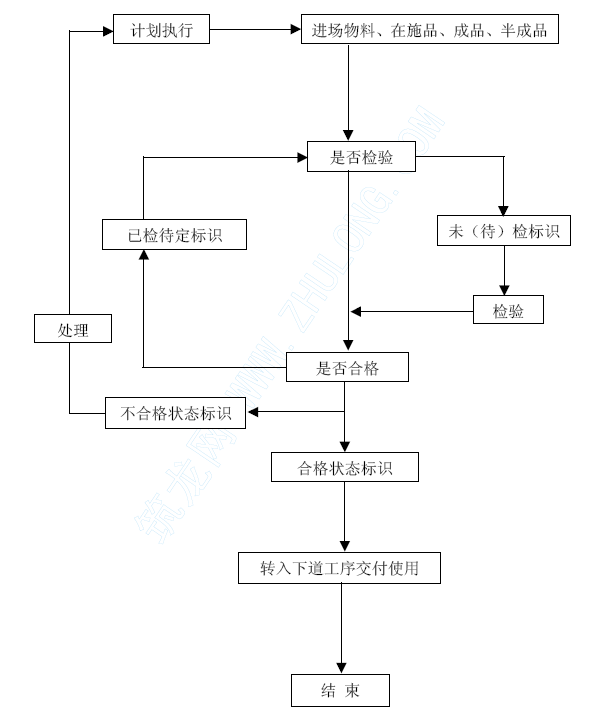 计划执行
进场物料、在施品、成品、半成品
是否检验
已检待定标识
未（待）检标识
检验
处理
是否合格
不合格状态标识
合格状态标识
转入下道工序交付使用
结 束
筑龙网 WWW.ZHULONG.COM